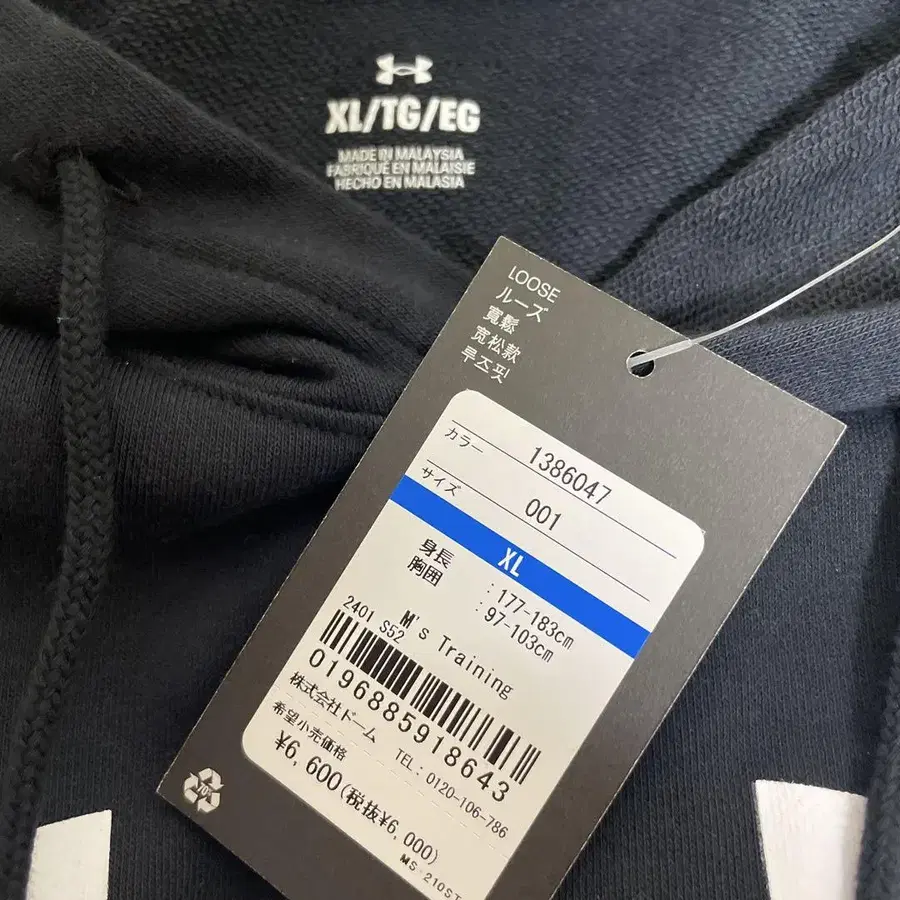 XL/TG/EG
MADE IN MALAYSIA
FABRIQUÉ EN MALAISIE
HECHO EN MALASIA
LOOSE
ルーズ
寬鬆
宽松款
루즈핏
カラー 1386047
サイズ 001
XL
身長 :177-183cm
胸囲 :97-103cm
M's Training
2401 S52
0196885918643
株式会社ドーム TEL:0120-106-786
希望小売価格
¥6,600(税抜¥6,000)
MS-210ST